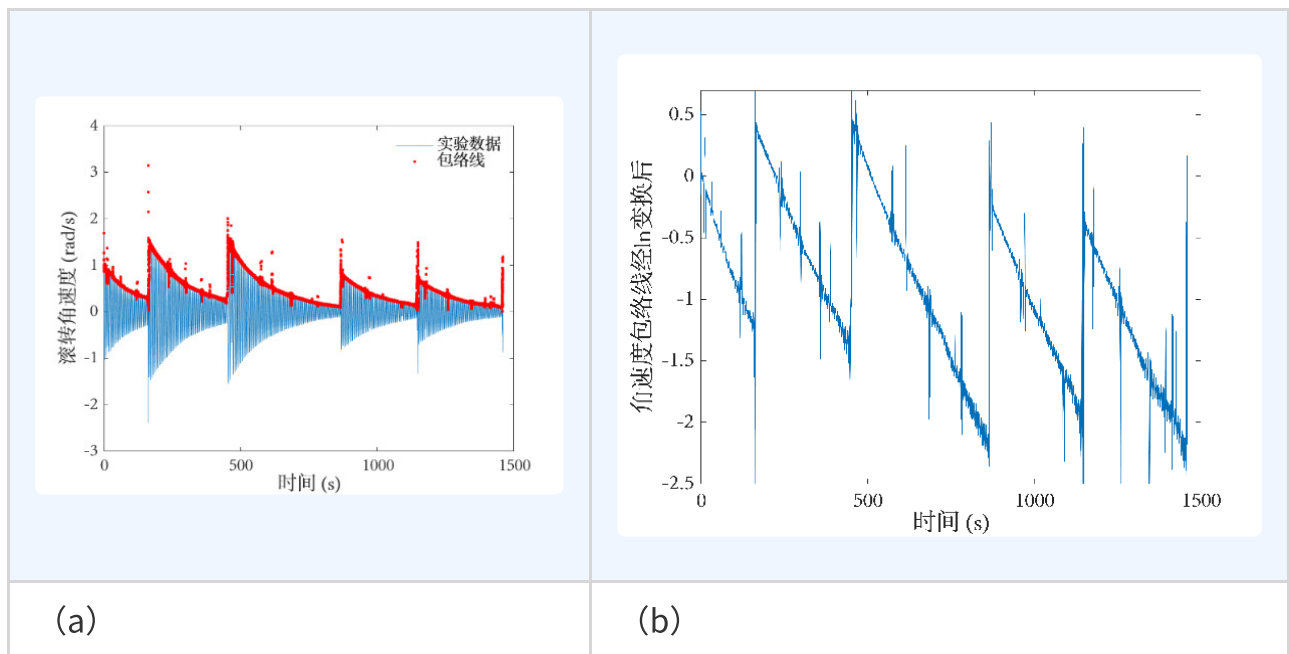 4
3
2
1
0
-1
-2
-3
0 500 1000 1500
滚转角速度 (rad/s)
时间 (s)
实验数据
包络线
0.5
0
-0.5
-1
-1.5
-2
-2.5
0 500 1000 1500
角速度包络线经ln变换后
时间 (s)
（a）
（b）